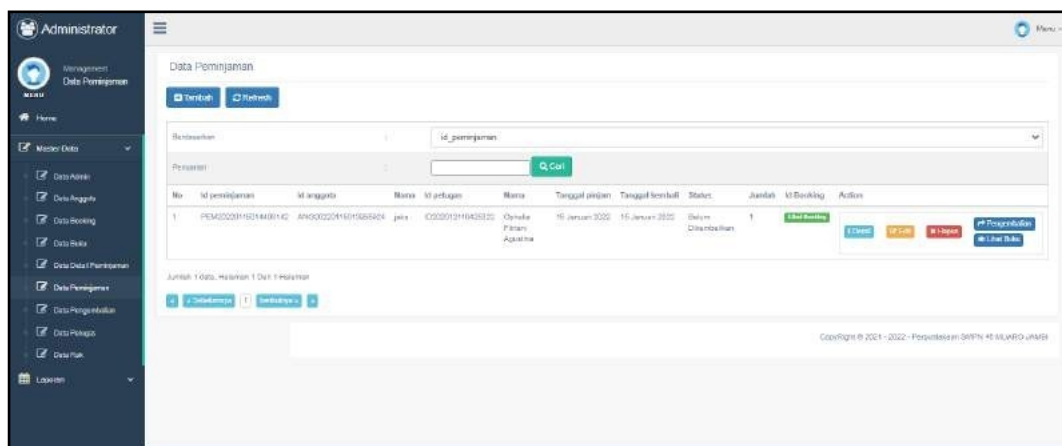 Administrator
Menu
Management
Data Peminjaman
MENU
Data Peminjaman
Tambah Refresh
Home
Berdasarkan : id_peminjaman
Master Data
Pencarian : Cari
Data Admin
Data Anggota
No Id peminjaman Id anggota Nama Id petugas Nama Tanggal pinjam Tanggal kembali Status Jumlah Id Booking Action
Data Booking
1 jaka Fitriani Agustina 15 Januari 2022 Belum Dikembalikan 1 Lihat Booking Detail Edit Hapus Pengembalian
Lihat Buku
Data Buku
Data Detail Peminjaman
Jumlah 1 data, Halaman 1 Dari 1 Halaman
Data Peminjaman
« « Sebelumnya 1 Berikutnya » »
Data Pengembalian
Data Petugas
CopyRight © 2021 - 2022 - Perpustakaan SMPN 45 MUARO JAMBI
Data Rak
Laporan